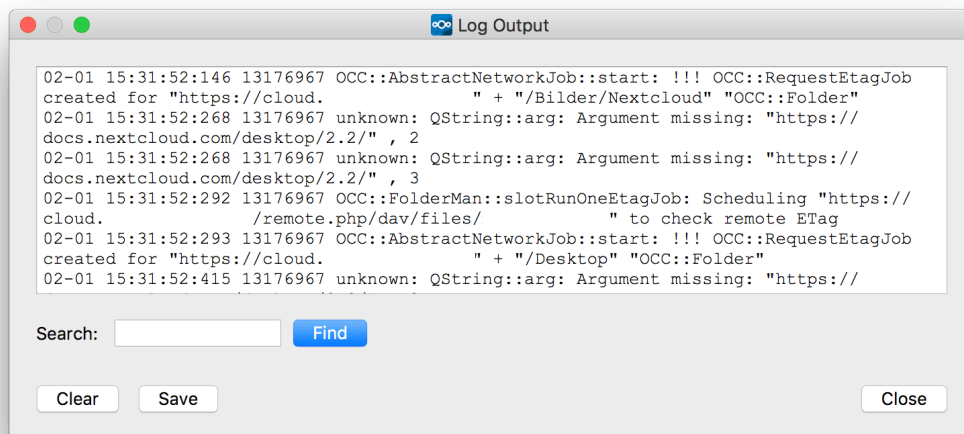 Log Output
02-01 15:31:52:146 13176967 OCC::AbstractNetworkJob::start: !!! OCC::RequestEtagJob
created for "https://cloud. " + "/Bilder/Nextcloud" "OCC::Folder"
02-01 15:31:52:268 13176967 unknown: QString::arg: Argument missing: "https://
docs.nextcloud.com/desktop/2.2/" , 2
02-01 15:31:52:268 13176967 unknown: QString::arg: Argument missing: "https://
docs.nextcloud.com/desktop/2.2/" , 3
02-01 15:31:52:292 13176967 OCC::FolderMan::slotRunOneEtagJob: Scheduling "https://
cloud. /remote.php/dav/files/ " to check remote ETag
02-01 15:31:52:293 13176967 OCC::AbstractNetworkJob::start: !!! OCC::RequestEtagJob
created for "https://cloud. " + "/Desktop" "OCC::Folder"
02-01 15:31:52:415 13176967 unknown: QString::arg: Argument missing: "https://
Search: Find
Clear Save Close